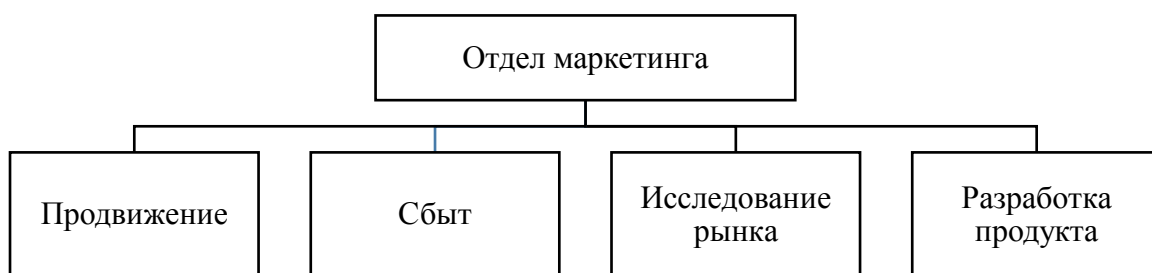 Отдел маркетинга
Продвижение
Сбыт
Исследование
рынка
Разработка
продукта